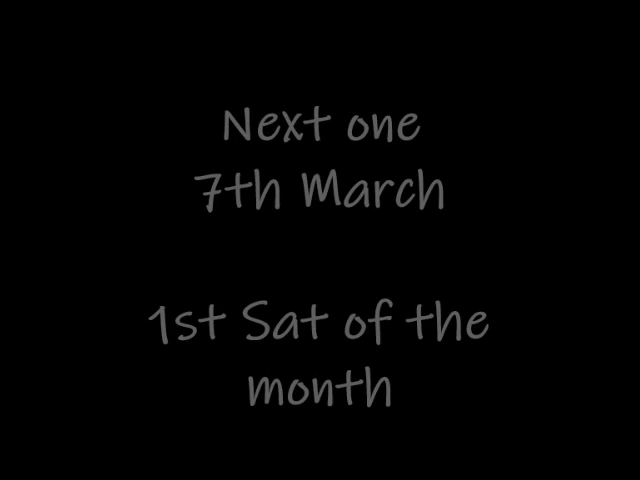 Next one
7th March
1st Sat of the
month